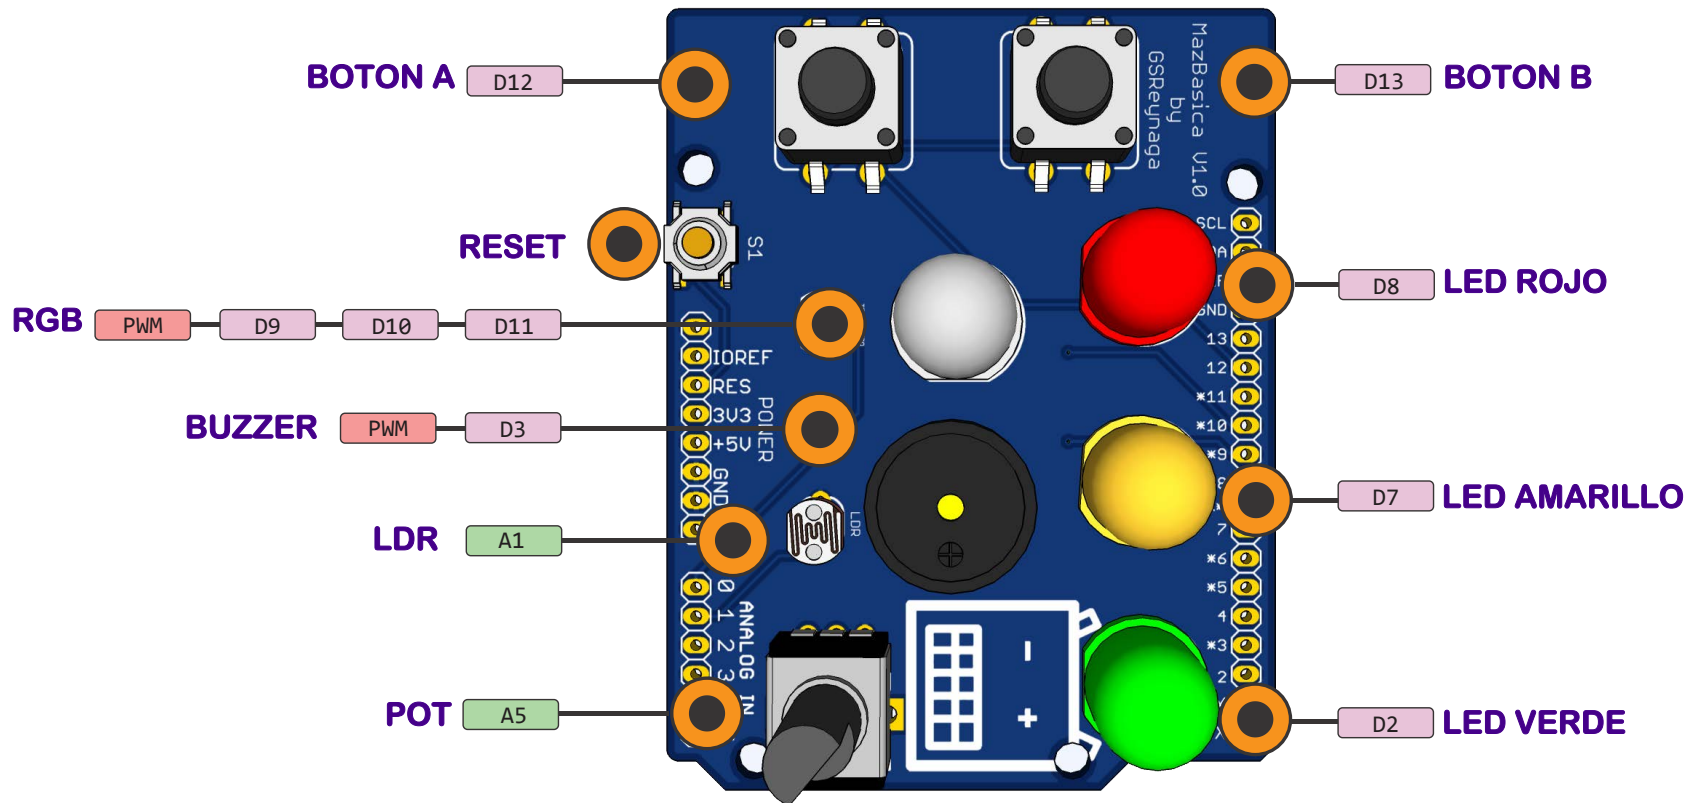 BOTON A D12
D13 BOTON B
MazBasica V1.0
by
GSReynaga
RESET
S1
SCL
GND
D8 LED ROJO
RGB PWM D9 D10 D11
13
12
*11
*10
*9
8
7
*6
*5
4
*3
2
IOREF
RES
3V3
+5V
GND
POWER
BUZZER PWM D3
D7 LED AMARILLO
LDR A1
LDR
0
1
2
3
ANALOG IN
-
+
POT A5
D2 LED VERDE